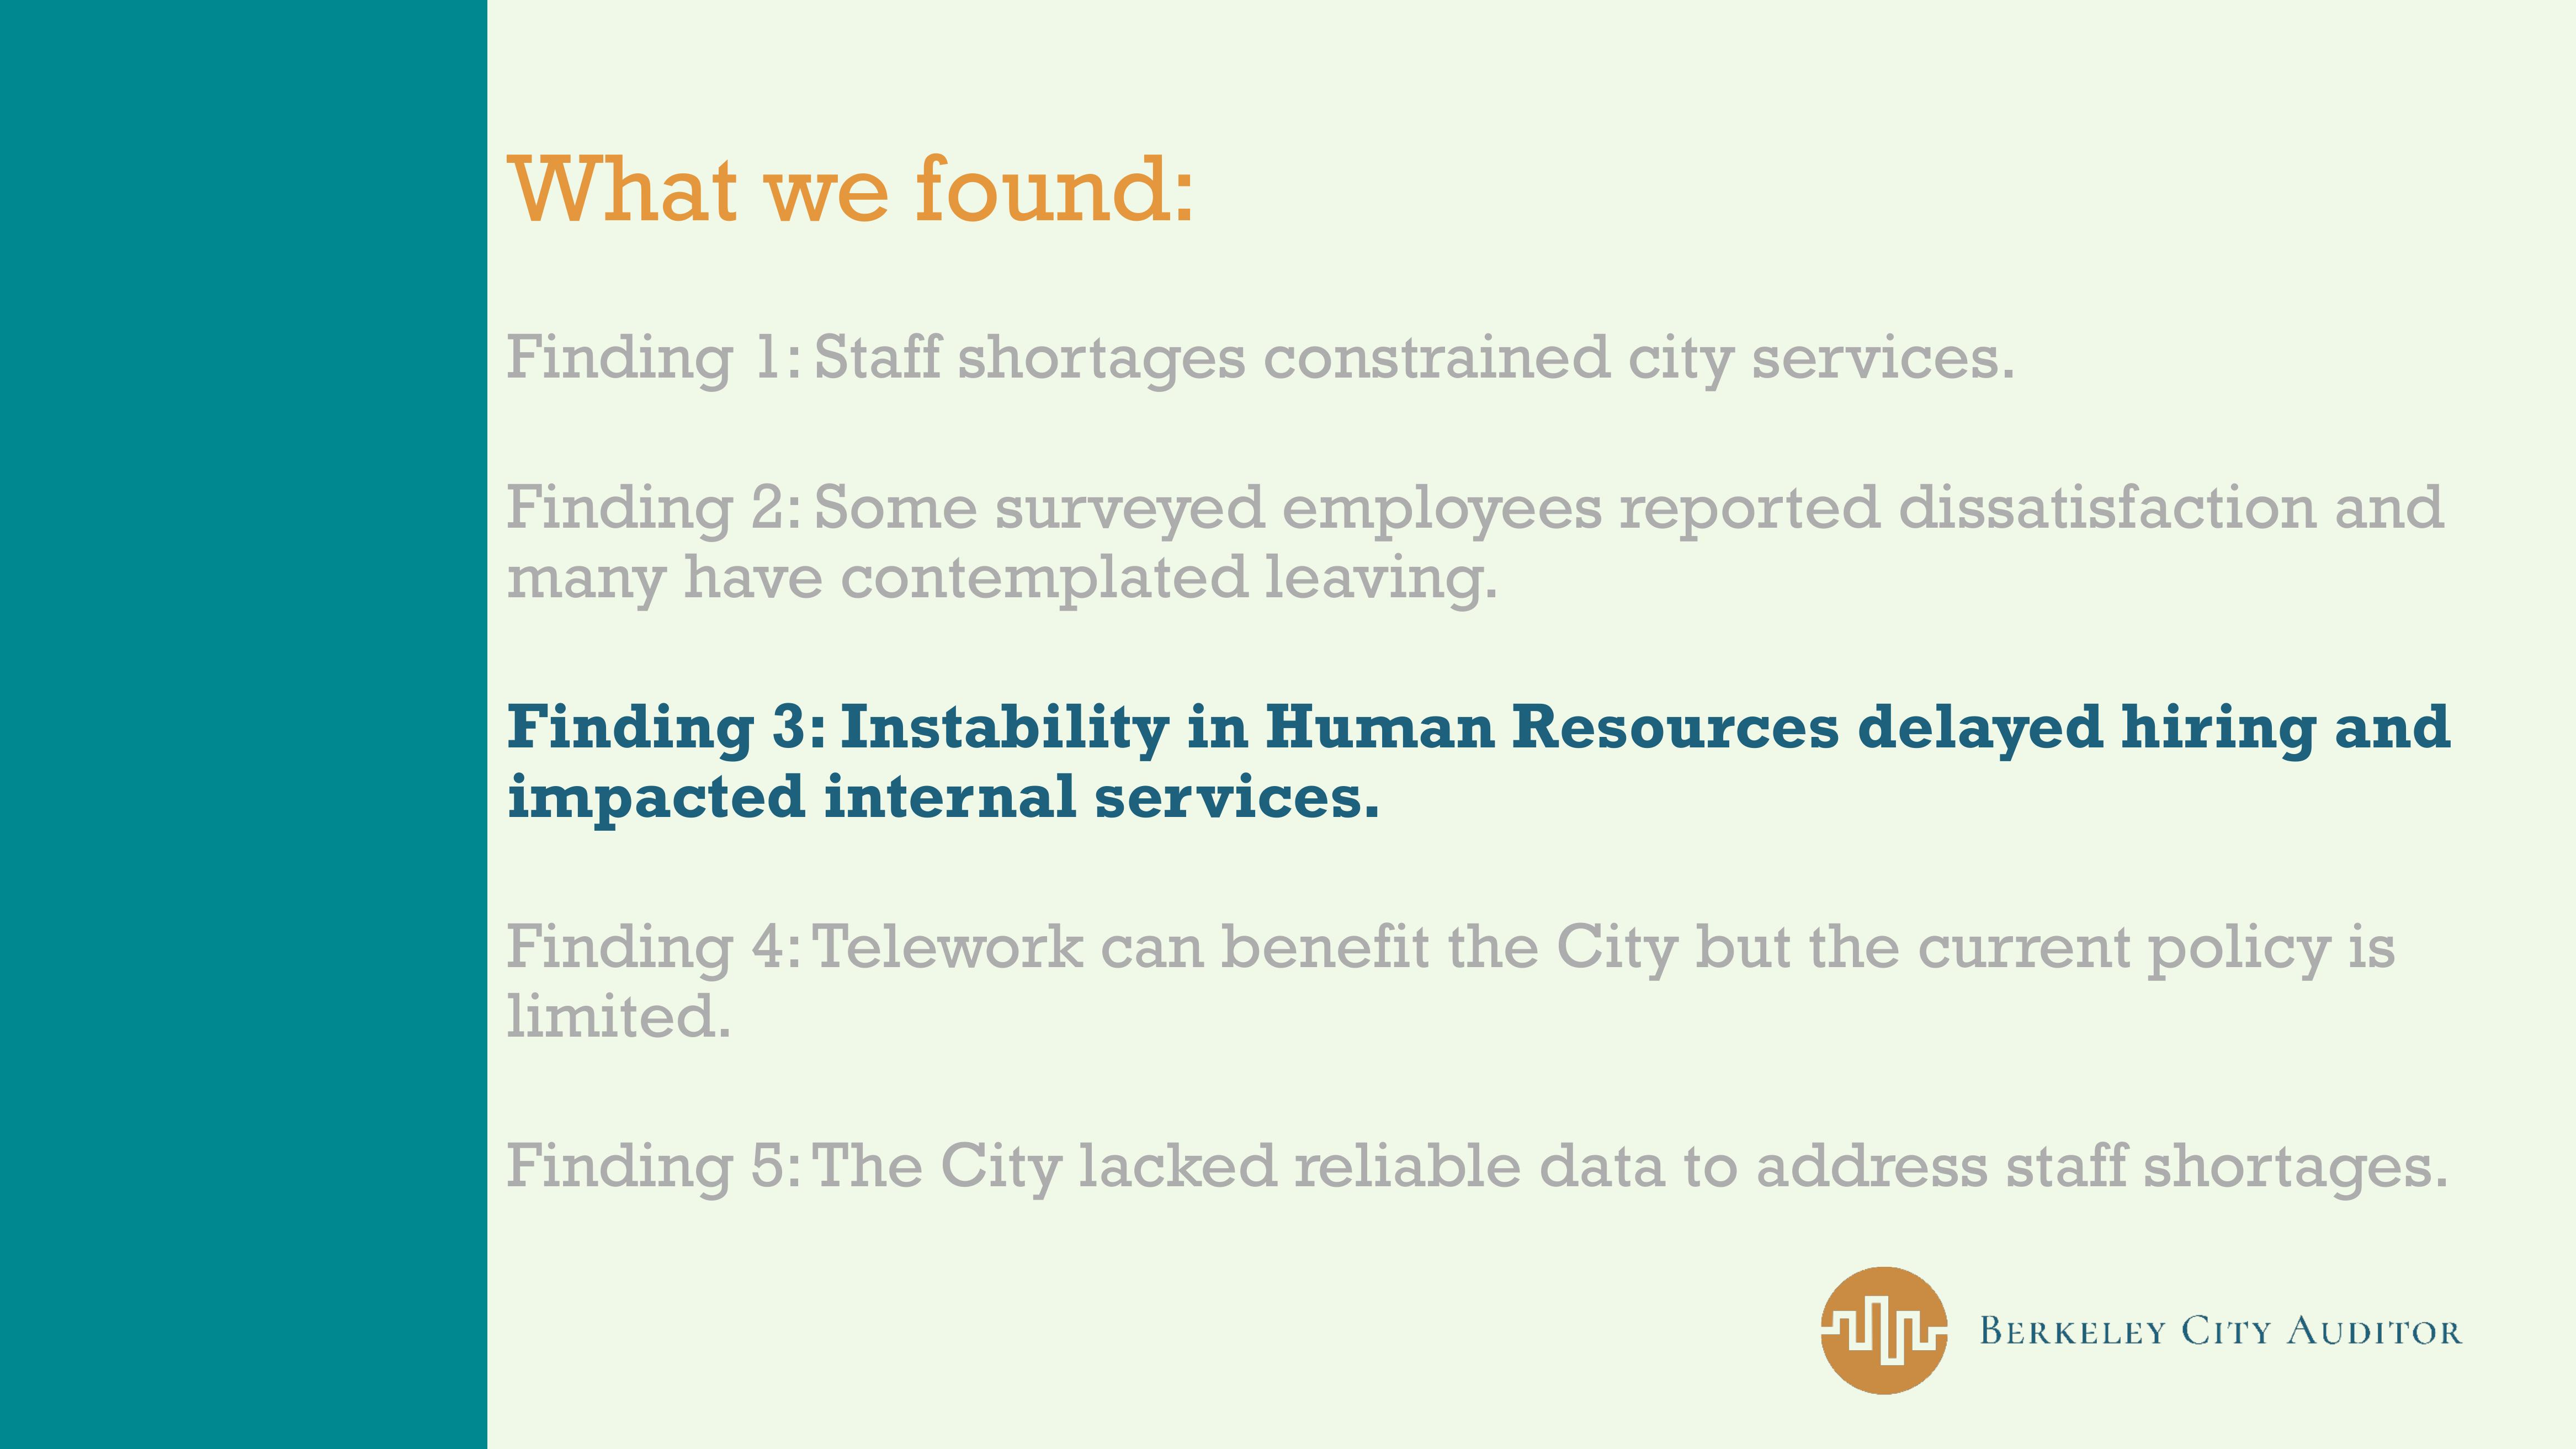 What we found:
Finding 1: Staff shortages constrained city services.
Finding 2: Some surveyed employees reported dissatisfaction and
many have contemplated leaving.
Finding 3: Instability in Human Resources delayed hiring and
impacted internal services.
Finding 4: Telework can benefit the City but the current policy is
limited.
Finding 5: The City lacked reliable data to address staff shortages.
BERKELEY CITY AUDITOR